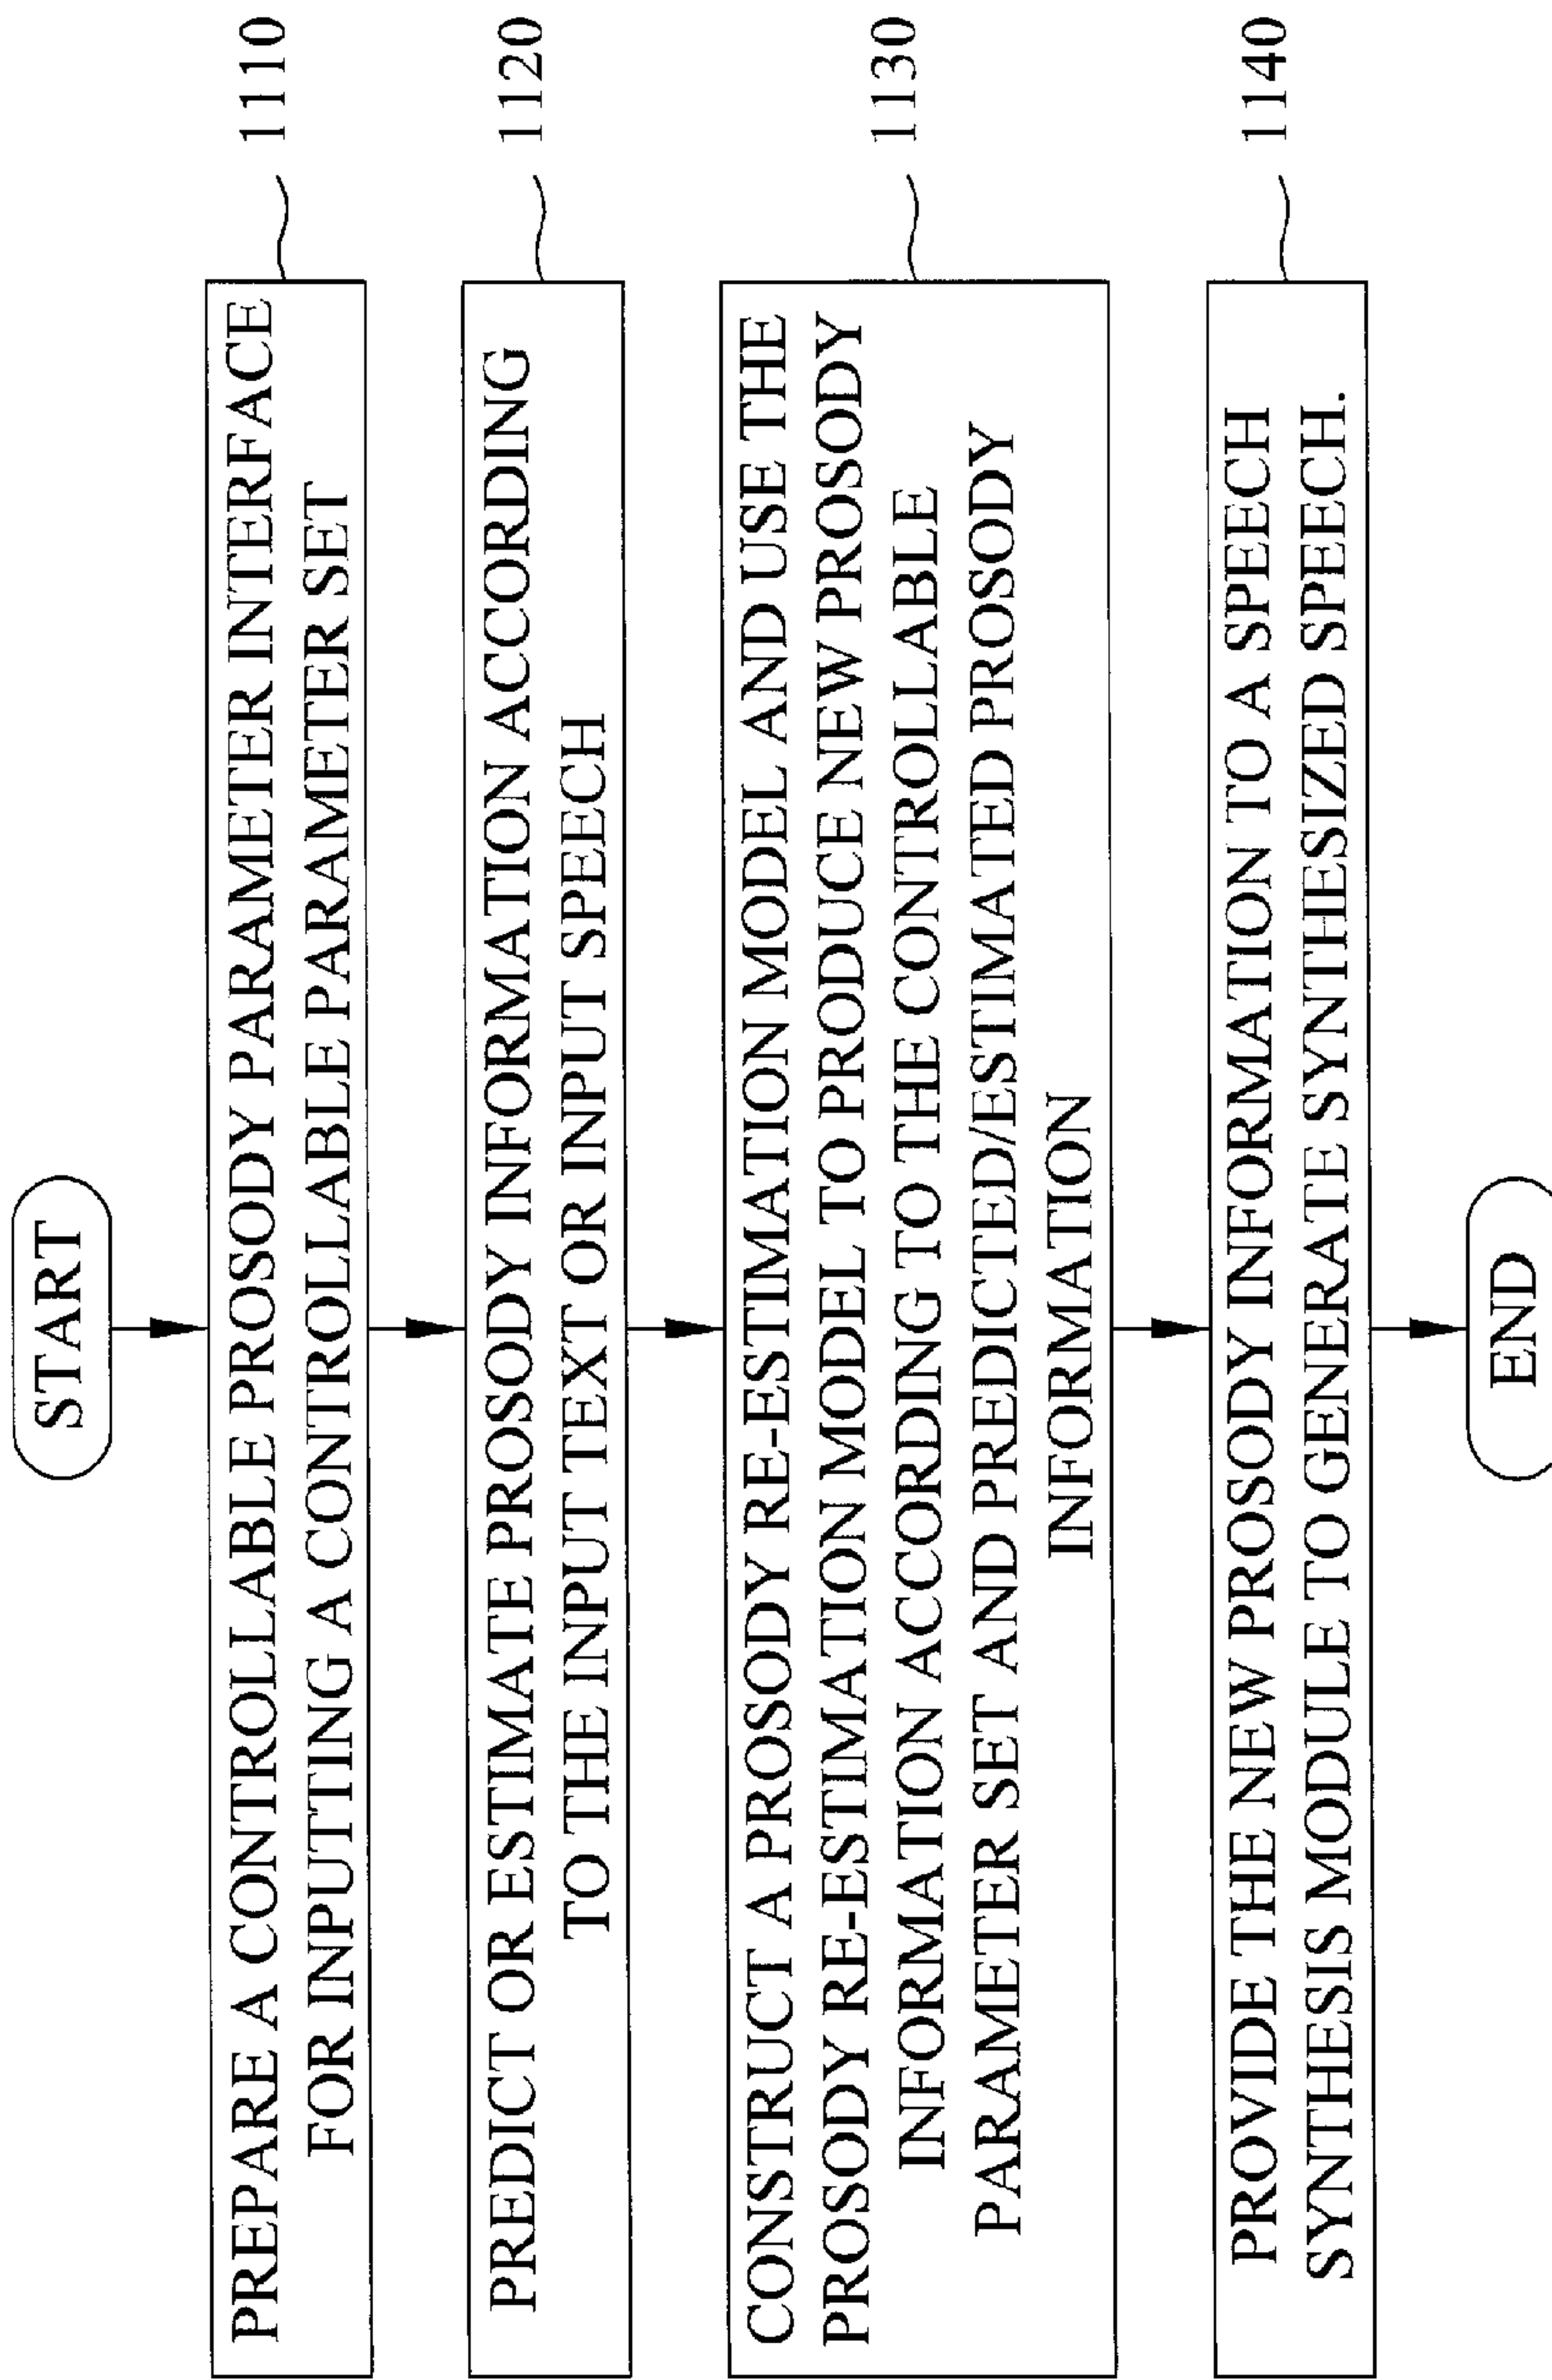 START
PREPARE A CONTROLLABLE PROSODY PARAMETER INTERFACE
FOR INPUTTING A CONTROLLABLE PARAMETER SET
1110
PREDICT OR ESTIMATE PROSODY INFORMATION ACCORDING
TO THE INPUT TEXT OR INPUT SPEECH
1120
CONSTRUCT A PROSODY RE-ESTIMATION MODEL AND USE THE
PROSODY RE-ESTIMATION MODEL TO PRODUCE NEW PROSODY
INFORMATION ACCORDING TO THE CONTROLLABLE
PARAMETER SET AND PREDICTED/ESTIMATED PROSODY
INFORMATION
1130
PROVIDE THE NEW PROSODY INFORMATION TO A SPEECH
SYNTHESIS MODULE TO GENERATE SYNTHESIZED SPEECH.
1140
END